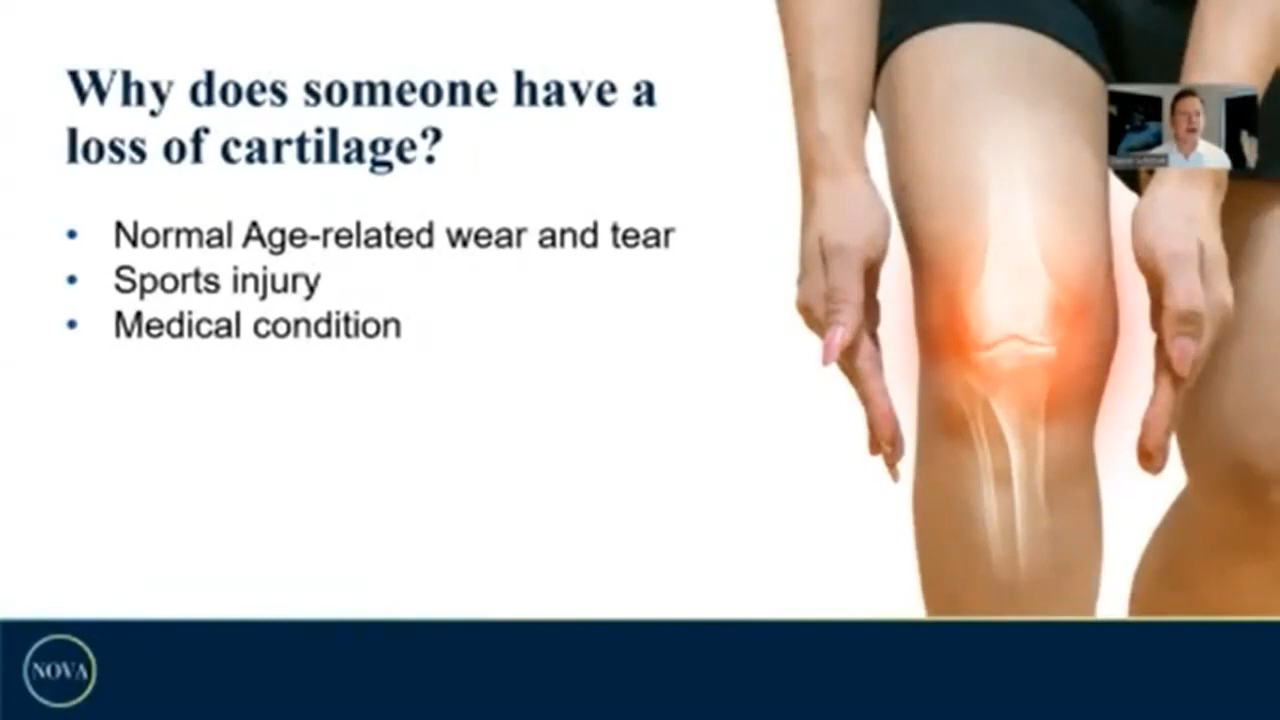 Why does someone have a
loss of cartilage?
• Normal Age-related wear and tear
• Sports injury
• Medical condition
NOVA